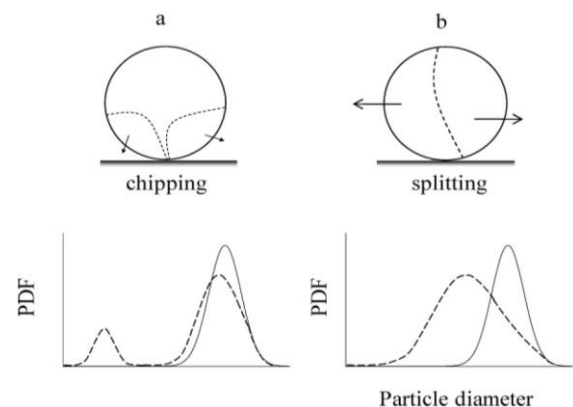 a
b
chipping
splitting
PDF
PDF
Particle diameter